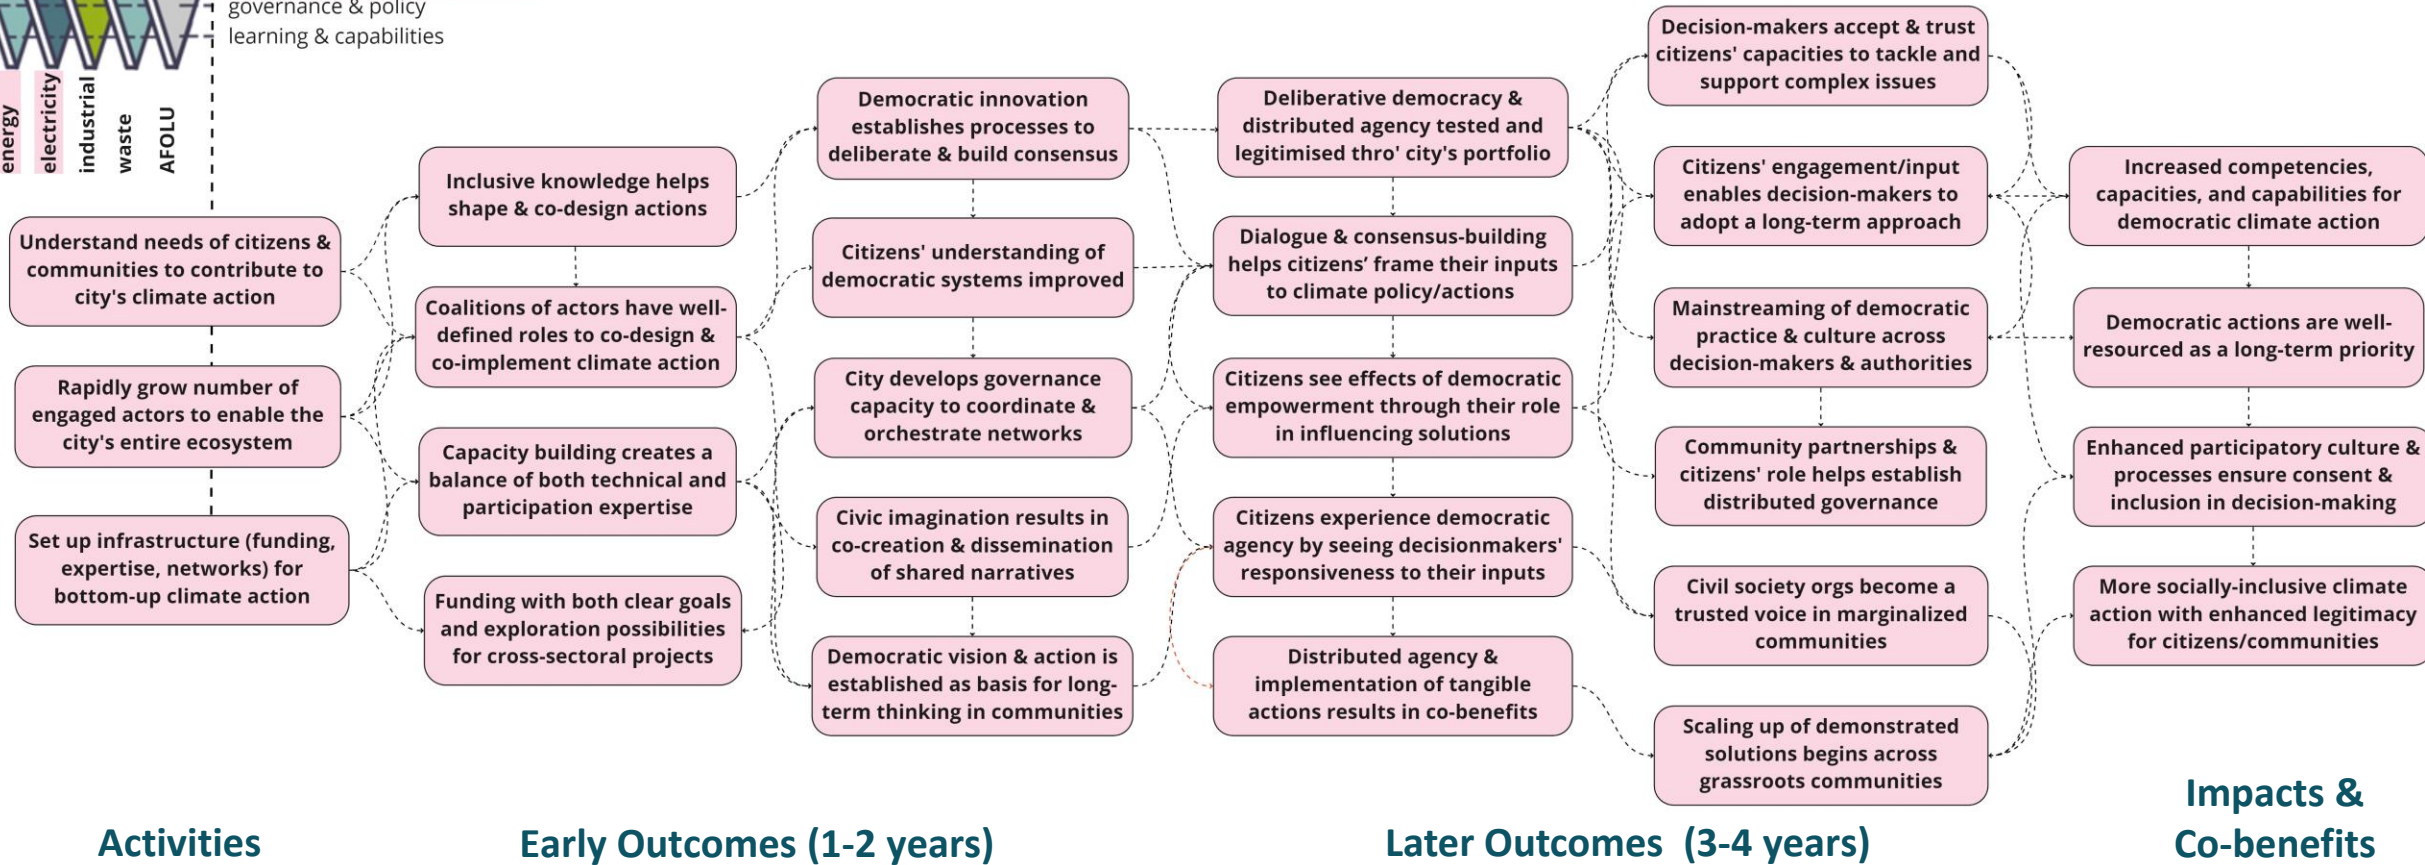 governance & policy
learning & capabilities
energy
electricity
industrial
waste
AFOLU
Understand needs of citizens &
communities to contribute to
city's climate action
Rapidly grow number of
engaged actors to enable the
city's entire ecosystem
Set up infrastructure (funding,
expertise, networks) for
bottom-up climate action
Inclusive knowledge helps
shape & co-design actions
Coalitions of actors have well-
defined roles to co-design &
co-implement climate action
Capacity building creates a
balance of both technical and
participation expertise
Funding with both clear goals
and exploration possibilities
for cross-sectoral projects
Democratic innovation
establishes processes to
deliberate & build consensus
Citizens' understanding of
democratic systems improved
City develops governance
capacity to coordinate &
orchestrate networks
Civic imagination results in
co-creation & dissemination
of shared narratives
Democratic vision & action is
established as basis for long-
term thinking in communities
Deliberative democracy &
distributed agency tested and
legitimised thro' city's portfolio
Dialogue & consensus-building
helps citizens’ frame their inputs
to climate policy/actions
Citizens see effects of democratic
empowerment through their role
in influencing solutions
Citizens experience democratic
agency by seeing decisionmakers'
responsiveness to their inputs
Distributed agency &
implementation of tangible
actions results in co-benefits
Decision-makers accept & trust
citizens' capacities to tackle and
support complex issues
Citizens' engagement/input
enables decision-makers to
adopt a long-term approach
Mainstreaming of democratic
practice & culture across
decision-makers & authorities
Community partnerships &
citizens' role helps establish
distributed governance
Civil society orgs become a
trusted voice in marginalized
communities
Scaling up of demonstrated
solutions begins across
grassroots communities
Increased competencies,
capacities, and capabilities for
democratic climate action
Democratic actions are well-
resourced as a long-term priority
Enhanced participatory culture &
processes ensure consent &
inclusion in decision-making
More socially-inclusive climate
action with enhanced legitimacy
for citizens/communities
Activities
Early Outcomes (1-2 years)
Later Outcomes (3-4 years)
Impacts &
Co-benefits